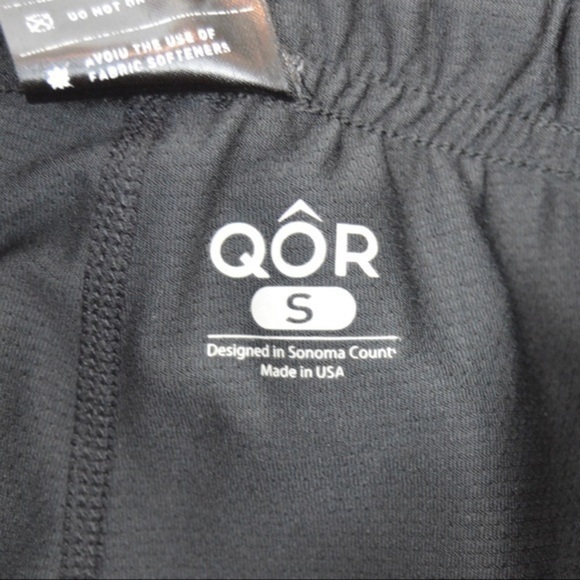 DO NOT
AVOID THE USE OF
FABRIC SOFTENERS
QÔR
S
Designed in Sonoma Count
Made in USA